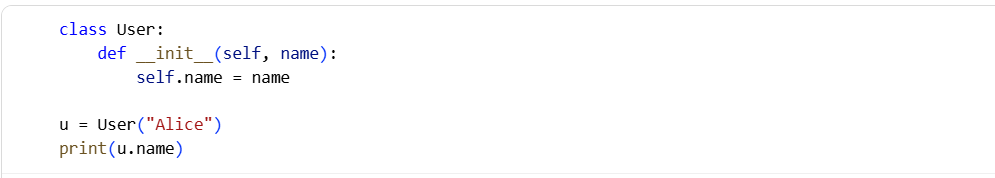 class User:
    def __init__(self, name):
        self.name = name

u = User("Alice")
print(u.name)